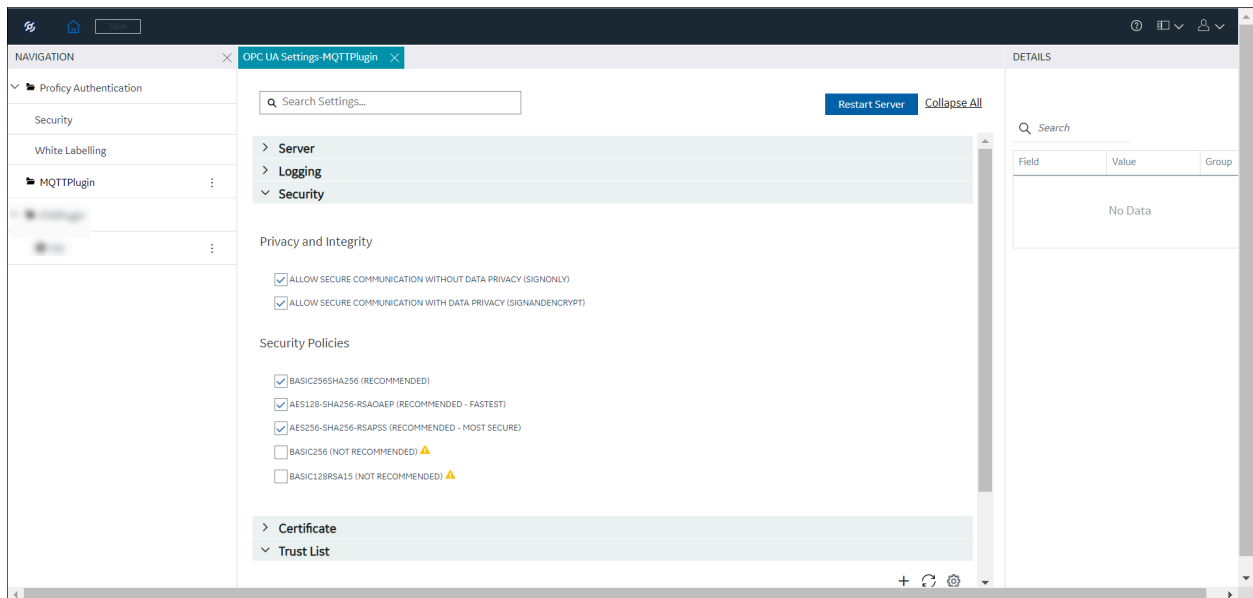 Save
NAVIGATION
OPC UA Settings-MQTTPlugin
DETAILS
Proficy Authentication
Security
White Labelling
MQTTPlugin
Search Settings...
Restart Server
Collapse All
Server
Logging
Security
Privacy and Integrity
ALLOW SECURE COMMUNICATION WITHOUT DATA PRIVACY (SIGNONLY)
ALLOW SECURE COMMUNICATION WITH DATA PRIVACY (SIGNANDENCRYPT)
Security Policies
BASIC256SHA256 (RECOMMENDED)
AES128-SHA256-RSAOAEP (RECOMMENDED - FASTEST)
AES256-SHA256-RSAPSS (RECOMMENDED - MOST SECURE)
BASIC256 (NOT RECOMMENDED)
BASIC128RSA15 (NOT RECOMMENDED)
Certificate
Trust List
Search
Field Value Group
No Data